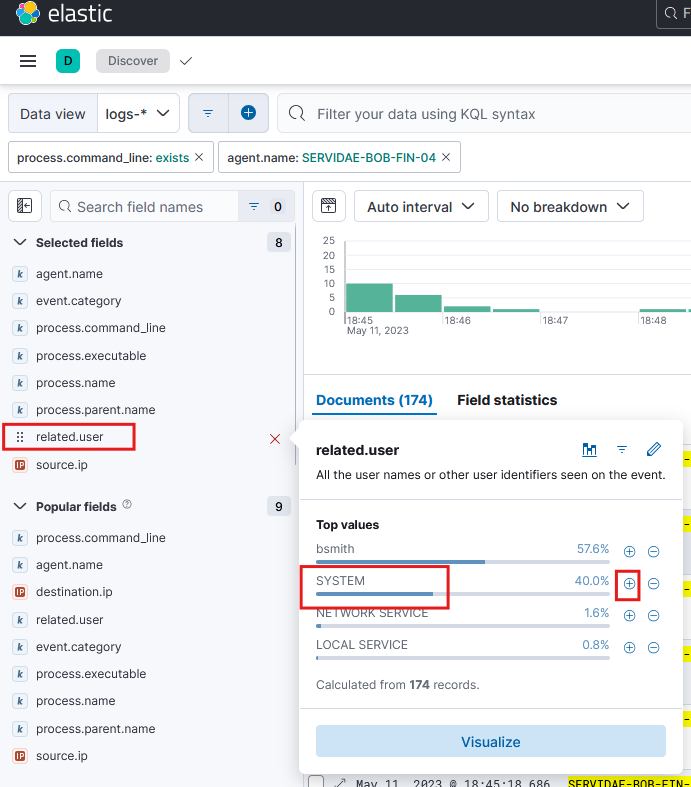 elastic
F
D
Discover
Data view
logs-*
Filter your data using KQL syntax
process.command_line: exists
agent.name: SERVIDAE-BOB-FIN-04
Search field names
0
Auto interval
No breakdown
Selected fields
8
25
20
15
10
5
0
18:45
18:46
18:47
18:48
May 11, 2023
k agent.name
k event.category
k process.command_line
k process.executable
k process.name
k process.parent.name
related.user
IP source.ip
Documents (174)
Field statistics
related.user
All the user names or other user identifiers seen on the event.
Top values
bsmith 57.6%
SYSTEM 40.0%
NETWORK SERVICE 1.6%
LOCAL SERVICE 0.8%
Calculated from 174 records.
Visualize
Popular fields
9
k process.command_line
k agent.name
IP destination.ip
k related.user
k event.category
k process.executable
k process.name
k process.parent.name
IP source.ip
May 11, 2023 @ 18:45:18.686 SERVIDAE-BOB-FIN-